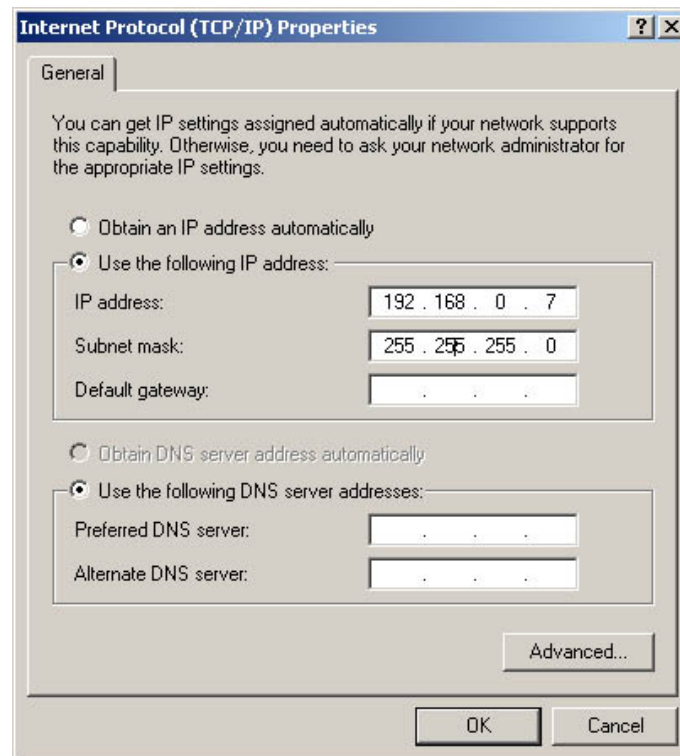 Internet Protocol (TCP/IP) Properties
General
You can get IP settings assigned automatically if your network supports
this capability. Otherwise, you need to ask your network administrator for
the appropriate IP settings.
Obtain an IP address automatically
Use the following IP address:
IP address: 192 . 168 . 0 . 7
Subnet mask: 255 . 255 . 255 . 0
Default gateway: . . .
Obtain DNS server address automatically
Use the following DNS server addresses:
Preferred DNS server: . . .
Alternate DNS server: . . .
Advanced...
OK Cancel